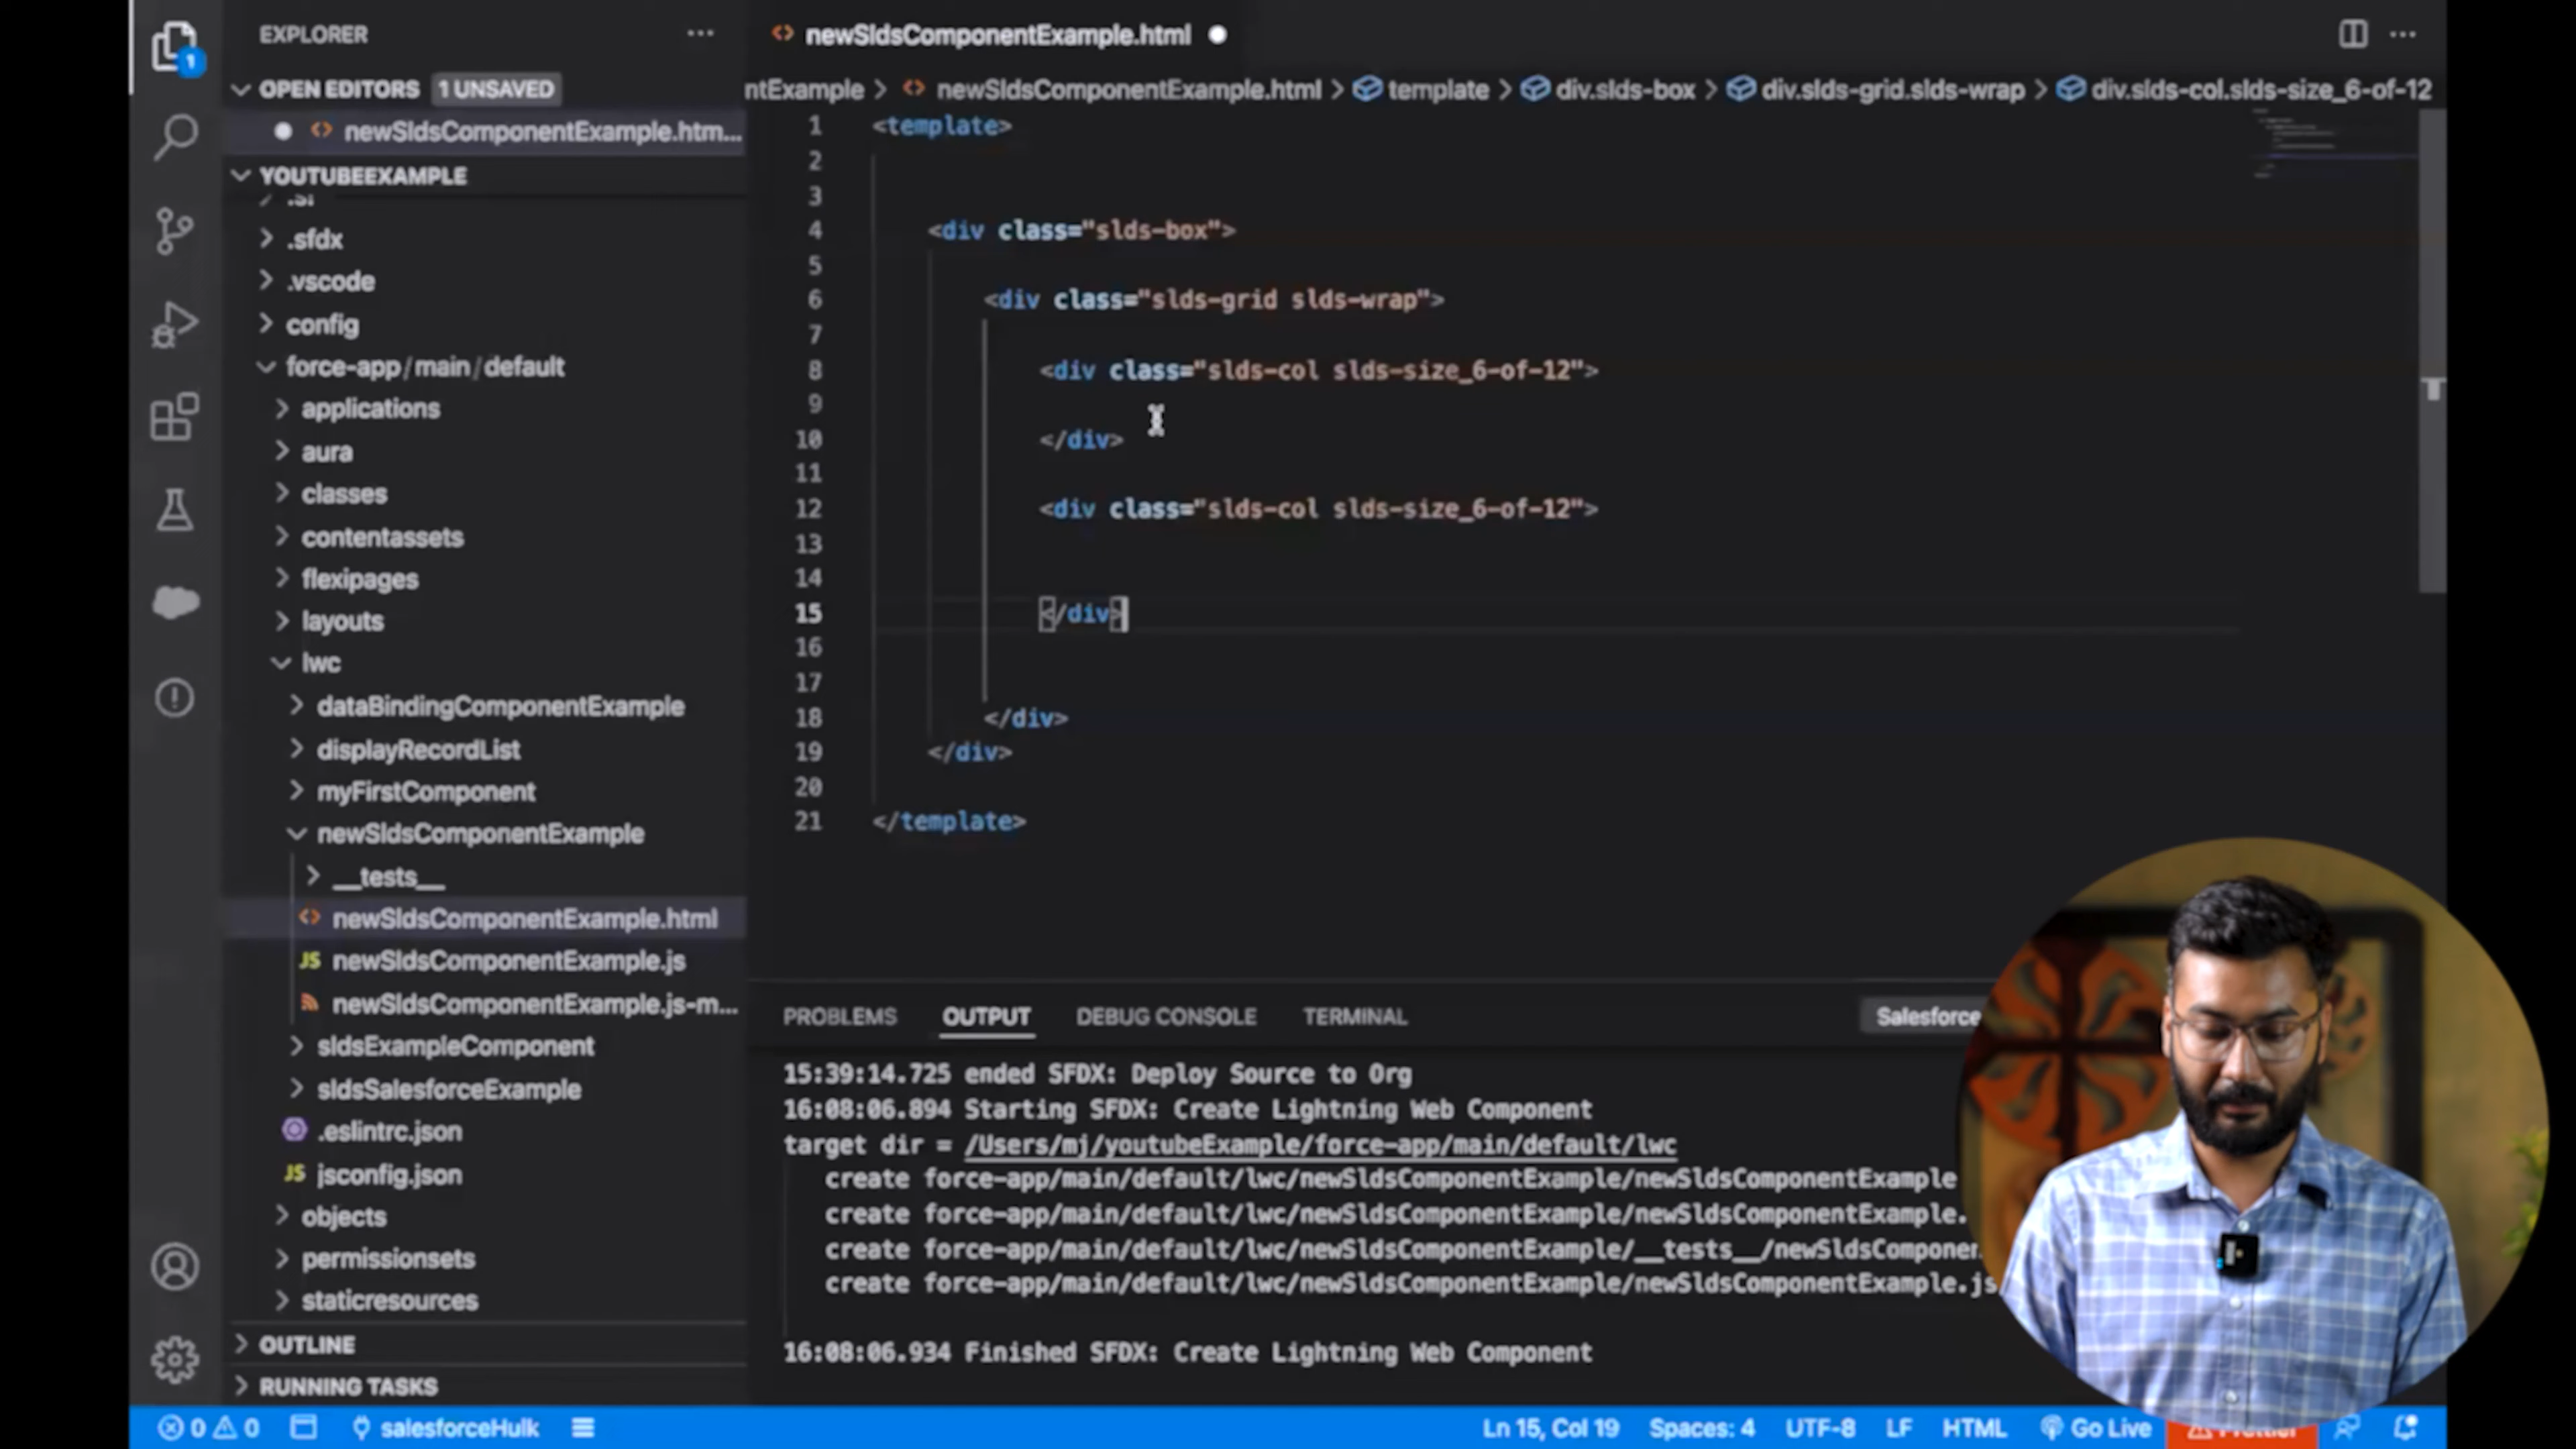 EXPLORER
OPEN EDITORS 1 UNSAVED
newSldsComponentExample.htm...
YOUTUBEEXAMPLE
.sfdx
.vscode
config
force-app/main/default
applications
aura
classes
contentassets
flexipages
layouts
lwc
dataBindingComponentExample
displayRecordList
myFirstComponent
newSldsComponentExample
__tests__
newSldsComponentExample.html
JS newSldsComponentExample.js
newSldsComponentExample.js-m...
sldsExampleComponent
sldsSalesforceExample
.eslintrc.json
JS jsconfig.json
objects
permissionsets
staticresources
OUTLINE
RUNNING TASKS
1
newSldsComponentExample.html
ntExample > newSldsComponentExample.html > template > div.slds-box > div.slds-grid.slds-wrap > div.slds-col.slds-size_6-of-12
1 <template>
2
3
4 <div class="slds-box">
5
6 <div class="slds-grid slds-wrap">
7
8 <div class="slds-col slds-size_6-of-12">
9
10 </div>
11
12 <div class="slds-col slds-size_6-of-12">
13
14
15 </div>
16
17
18 </div>
19 </div>
20
21 </template>
PROBLEMS OUTPUT DEBUG CONSOLE TERMINAL Salesforce
15:39:14.725 ended SFDX: Deploy Source to Org
16:08:06.894 Starting SFDX: Create Lightning Web Component
target dir = /Users/mj/youtubeExample/force-app/main/default/lwc
create force-app/main/default/lwc/newSldsComponentExample/newSldsComponentExample
create force-app/main/default/lwc/newSldsComponentExample/newSldsComponentExample.
create force-app/main/default/lwc/newSldsComponentExample/__tests__/newSldsComponen
create force-app/main/default/lwc/newSldsComponentExample/newSldsComponentExample.js
16:08:06.934 Finished SFDX: Create Lightning Web Component
0 0 salesforceHulk Ln 15, Col 19 Spaces: 4 UTF-8 LF HTML Go Live